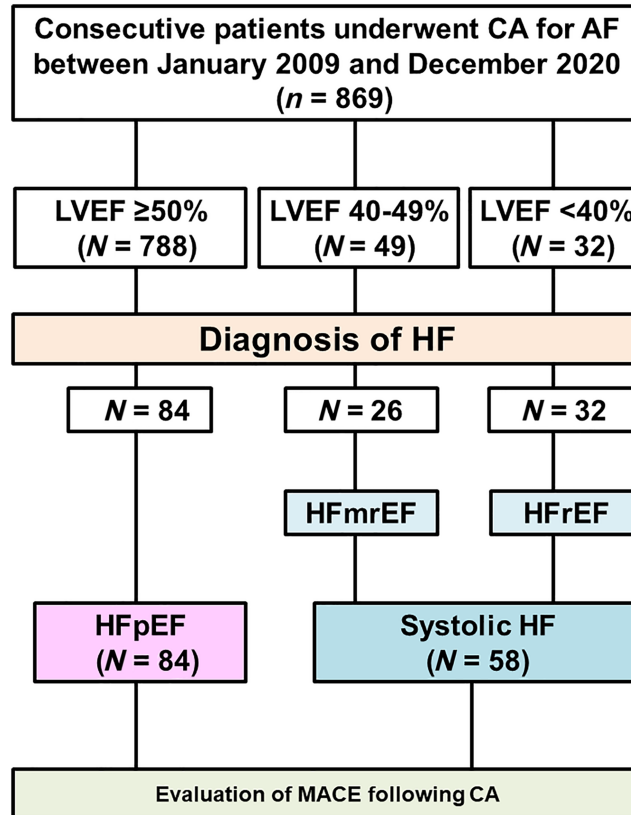 Consecutive patients underwent CA for AF
between January 2009 and December 2020
(n = 869)
LVEF ≥50%
(N = 788)
LVEF 40-49%
(N = 49)
LVEF <40%
(N = 32)
Diagnosis of HF
N = 84
N = 26
N = 32
HFmrEF
HFrEF
HFpEF
(N = 84)
Systolic HF
(N = 58)
Evaluation of MACE following CA